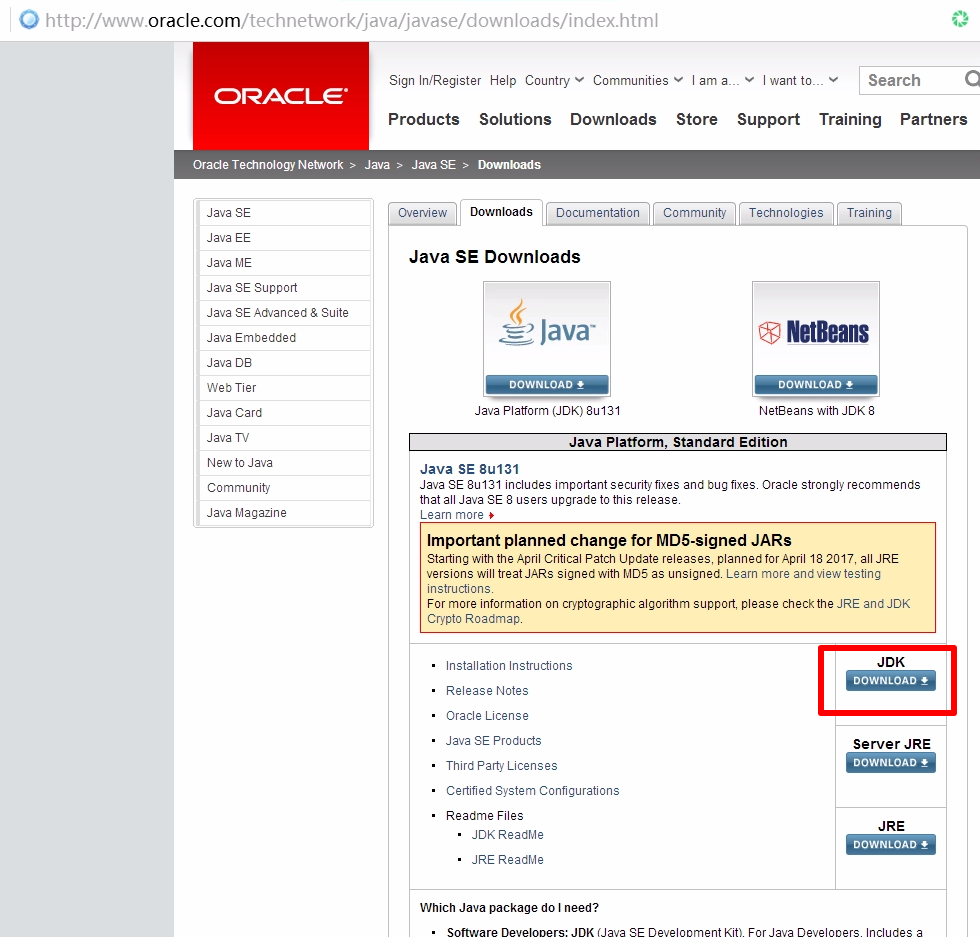 http://www.oracle.com/technetwork/java/javase/downloads/index.html
ORACLE®
Sign In/Register Help Country Communities I am a... I want to... Search
Products Solutions Downloads Store Support Training Partners
Oracle Technology Network > Java > Java SE > Downloads
Java SE
Java EE
Java ME
Java SE Support
Java SE Advanced & Suite
Java Embedded
Java DB
Web Tier
Java Card
Java TV
New to Java
Community
Java Magazine
Overview Downloads Documentation Community Technologies Training
Java SE Downloads
Java™
DOWNLOAD
Java Platform (JDK) 8u131
NetBeans
DOWNLOAD
NetBeans with JDK 8
Java Platform, Standard Edition
Java SE 8u131
Java SE 8u131 includes important security fixes and bug fixes. Oracle strongly recommends
that all Java SE 8 users upgrade to this release.
Learn more
Important planned change for MD5-signed JARs
Starting with the April Critical Patch Update releases, planned for April 18 2017, all JRE
versions will treat JARs signed with MD5 as unsigned. Learn more and view testing
instructions.
For more information on cryptographic algorithm support, please check the JRE and JDK
Crypto Roadmap.
Installation Instructions
Release Notes
Oracle License
Java SE Products
Third Party Licenses
Certified System Configurations
Readme Files
JDK ReadMe
JRE ReadMe
JDK
DOWNLOAD
Server JRE
DOWNLOAD
JRE
DOWNLOAD
Which Java package do I need?
Software Developers: JDK (Java SE Development Kit). For Java Developers. Includes a